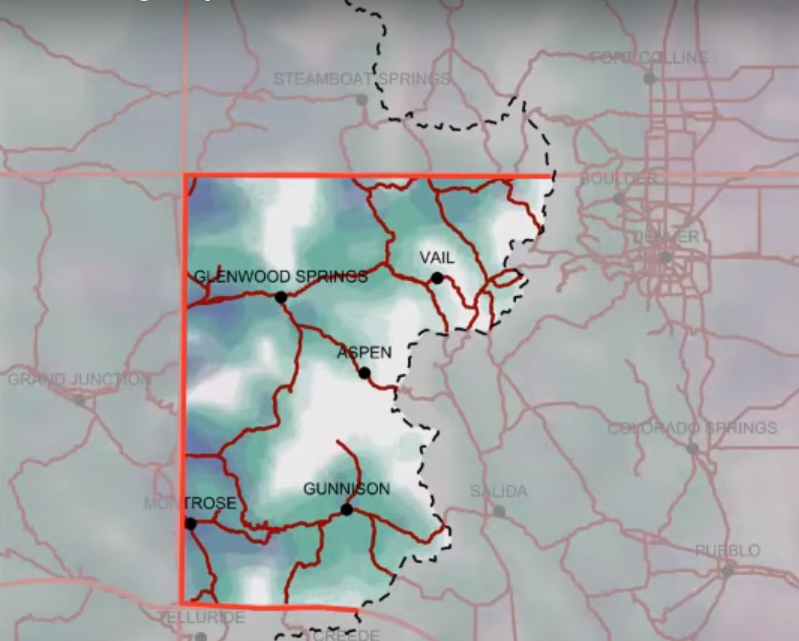 FORT COLLINS
STEAMBOAT SPRINGS
BOULDER
DENVER
VAIL
GLENWOOD SPRINGS
ASPEN
GRAND JUNCTION
COLORADO SPRINGS
GUNNISON
SALIDA
MONTROSE
PUEBLO
TELLURIDE
CREEDE